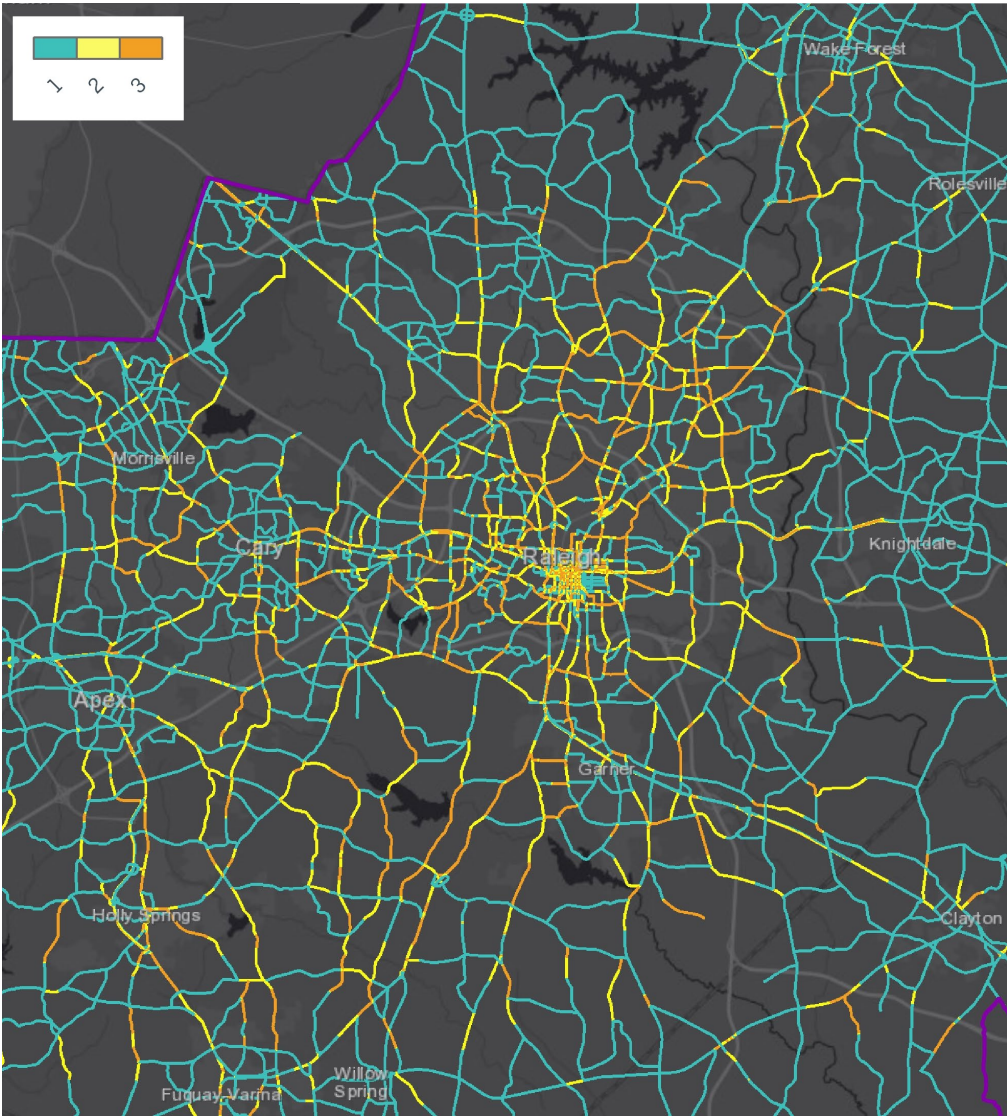 1 2 3
Wake Forest
Rolesville
Morrisville
Cary
Raleigh
Knightdale
Apex
Garner
Holly Springs
Clayton
Willow
Spring
Fuquay-Varina